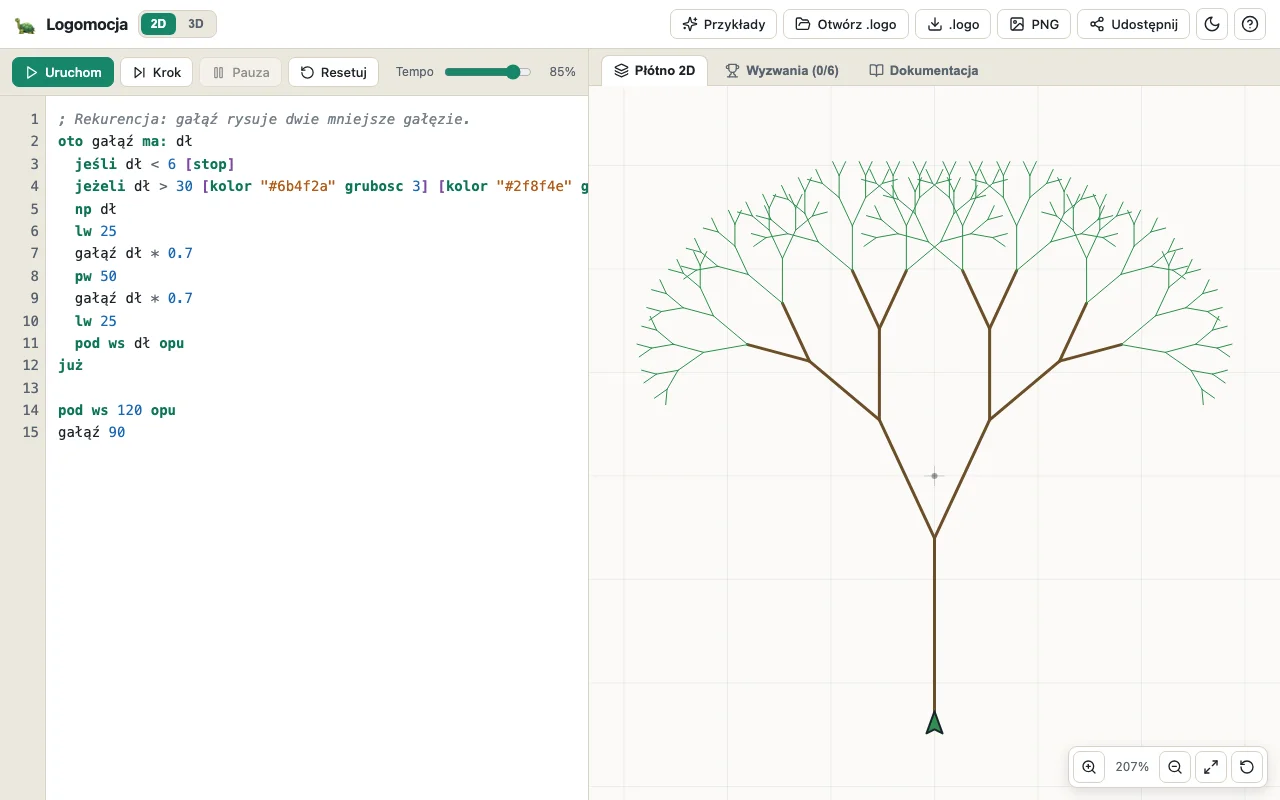 Logomocja 2D 3D Przykłady Otwórz .logo .logo PNG Udostępnij
Uruchom Krok Pauza Resetuj Tempo 85% Płótno 2D Wyzwania (0/6) Dokumentacja
1 ; Rekurencja: gałąź rysuje dwie mniejsze gałęzie.
2 oto gałąź ma: dł
3 jeśli dł < 6 [stop]
4 jeżeli dł > 30 [kolor "#6b4f2a" grubosc 3] [kolor "#2f8f4e" g
5 np dł
6 lw 25
7 gałąź dł * 0.7
8 pw 50
9 gałąź dł * 0.7
10 lw 25
11 pod ws dł opu
12 już
13
14 pod ws 120 opu
15 gałąź 90
207%